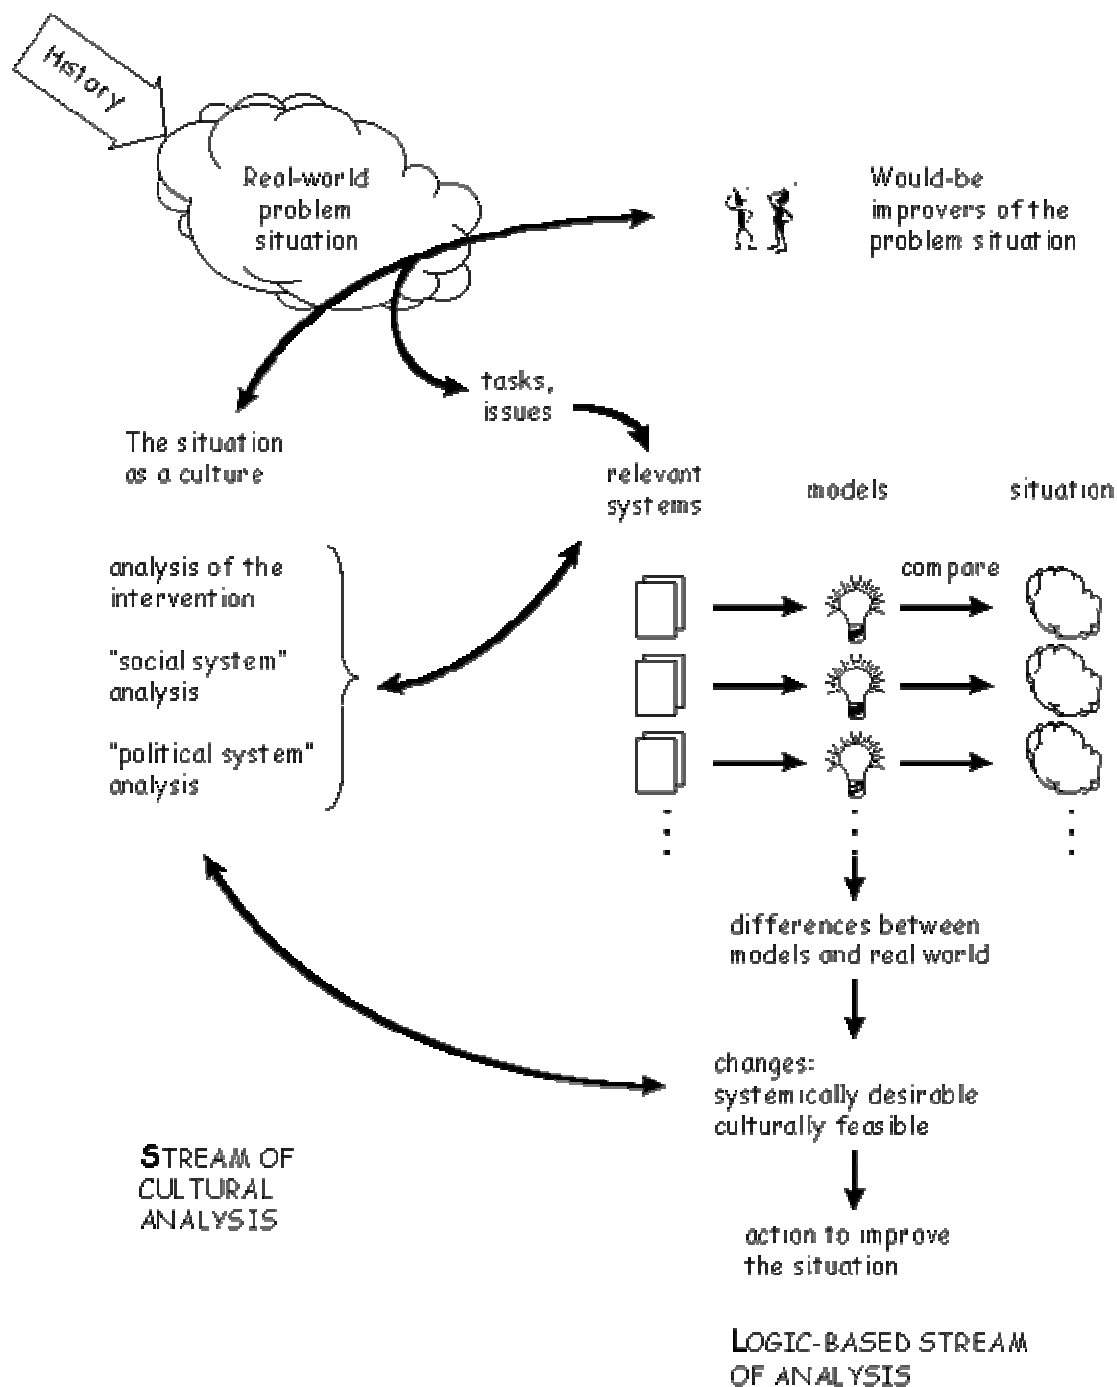 History
Real-world
problem
situation
Would-be
improvers of the
problem situation
tasks,
issues
The situation
as a culture
relevant
systems
models
situation
analysis of the
intervention
compare
"social system"
analysis
"political system"
analysis
differences between
models and real world
changes:
systemically desirable
culturally feasible
STREAM OF
CULTURAL
ANALYSIS
action to improve
the situation
LOGIC-BASED STREAM
OF ANALYSIS